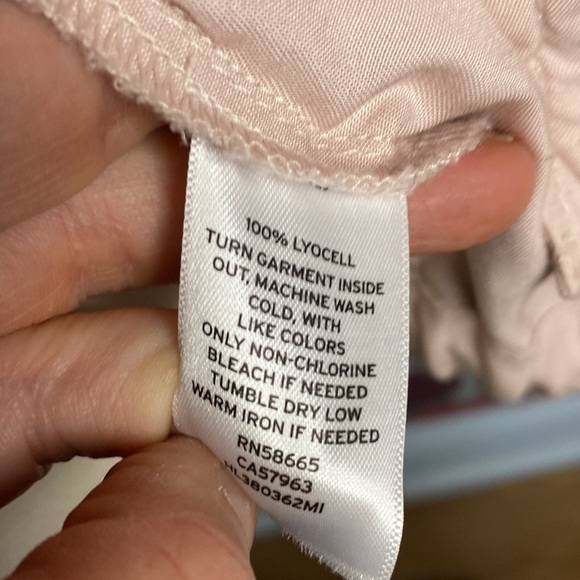 100% LYOCELL
TURN GARMENT INSIDE
OUT, MACHINE WASH
COLD, WITH
LIKE COLORS
ONLY NON-CHLORINE
BLEACH IF NEEDED
TUMBLE DRY LOW
WARM IRON IF NEEDED
RN58665
CA57963
HL380362MI